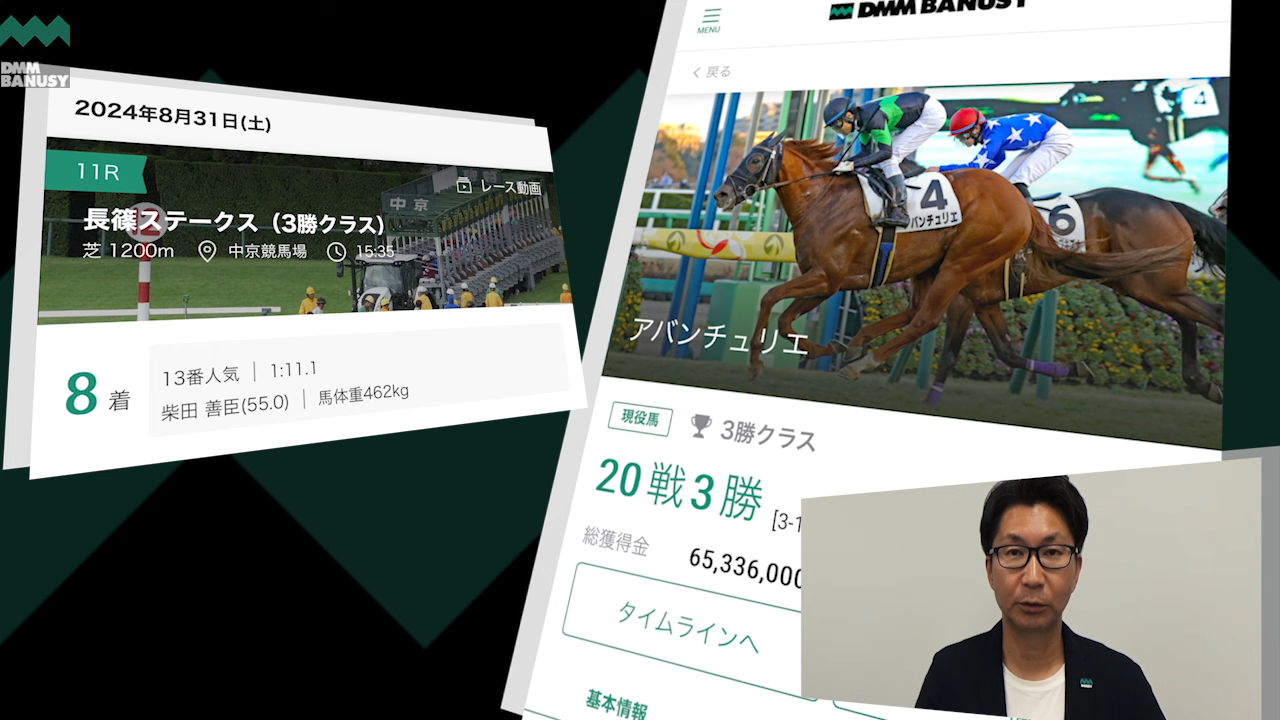 DMM
BANUSY
2024年8月31日(土)
11R
レース動画
中京
長篠ステークス（3勝クラス）
芝 1200m
中京競馬場
15:35
8着
13番人気｜1:11.1
柴田 善臣(55.0)｜馬体重462kg
MENU
DMM BANUSY
戻る
4
バンチュリエ
6
4
アバンチュリエ
現役馬
3勝クラス
20戦3勝
[3-1
総獲得金
65,336,000
タイムラインへ
基本情報